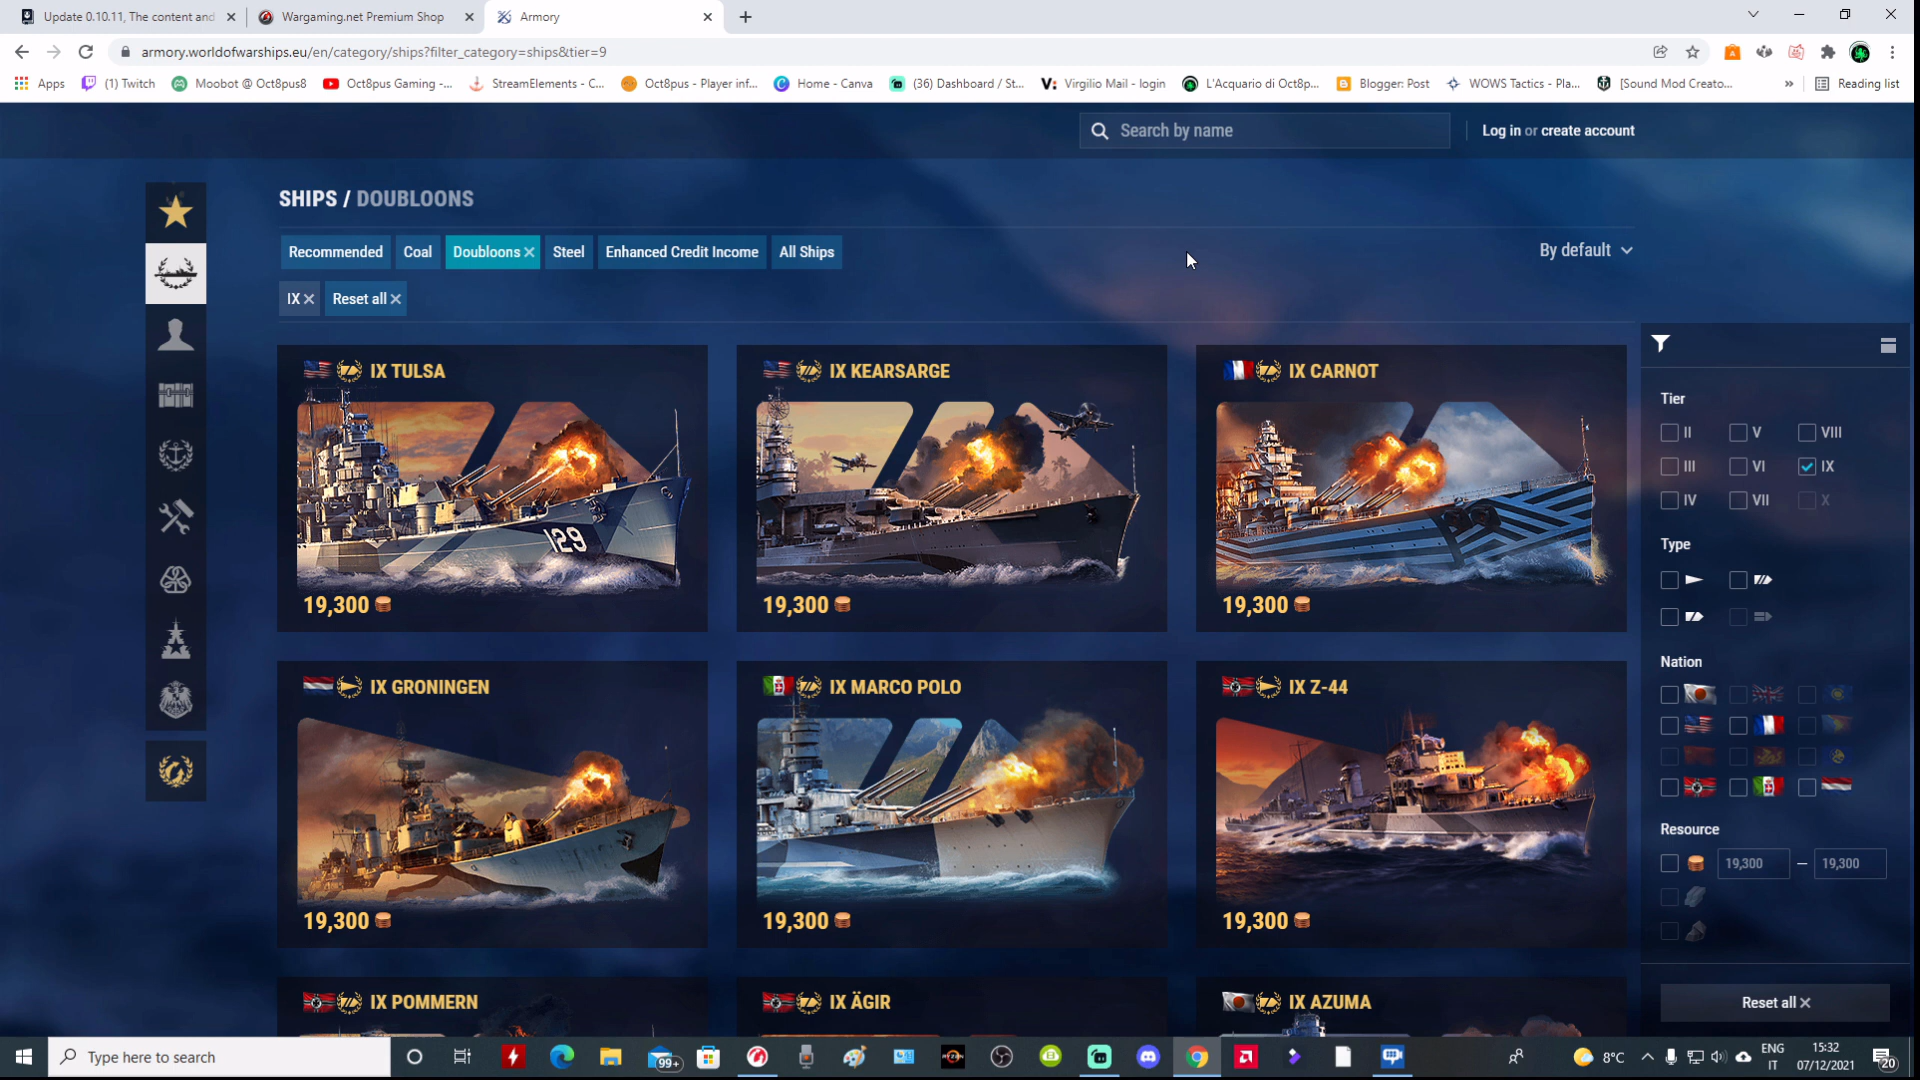 Update 0.10.11, The content and
Wargaming.net Premium Shop
Armory
armory.worldofwarships.eu/en/category/ships?filter_category=ships&tier=9
Apps
(1) Twitch
Moobot @ Oct8pus8
Oct8pus Gaming -...
StreamElements - C...
Oct8pus - Player inf...
Home - Canva
(36) Dashboard / St...
Virgilio Mail - login
L'Acquario di Oct8p...
Blogger: Post
WOWS Tactics - Pla...
[Sound Mod Creato...
»
Reading list
Search by name
Log in or create account
SHIPS / DOUBLOONS
Recommended
Coal
Doubloons ×
Steel
Enhanced Credit Income
All Ships
By default
IX ×
Reset all ×
IX TULSA
129
19,300
IX KEARSARGE
19,300
IX CARNOT
19,300
IX GRONINGEN
19,300
IX MARCO POLO
19,300
IX Z-44
19,300
IX POMMERN
IX ÄGIR
IX AZUMA
Tier
II
V
VIII
III
VI
IX
IV
VII
X
Type
Nation
Resource
19,300 – 19,300
Reset all ×
Type here to search
99+
8°C
ENG
IT
15:32
07/12/2021
20